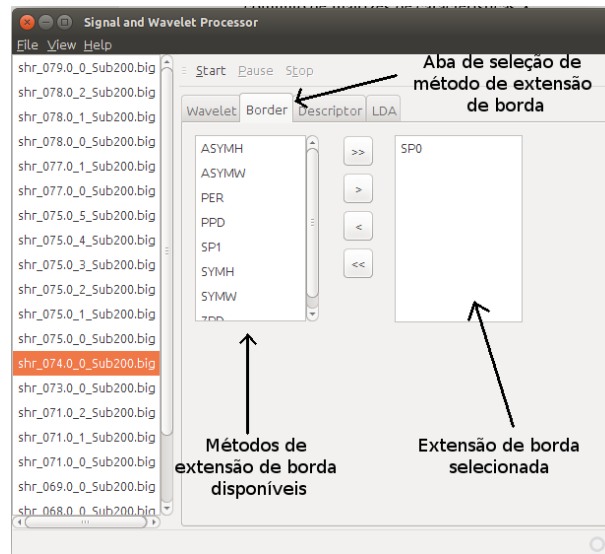 Signal and Wavelet Processor
File View Help
shr_079.0_0_Sub200.big
shr_078.0_2_Sub200.big
shr_078.0_1_Sub200.big
shr_078.0_0_Sub200.big
shr_077.0_1_Sub200.big
shr_077.0_0_Sub200.big
shr_075.0_5_Sub200.big
shr_075.0_4_Sub200.big
shr_075.0_3_Sub200.big
shr_075.0_2_Sub200.big
shr_075.0_1_Sub200.big
shr_075.0_0_Sub200.big
shr_074.0_0_Sub200.big
shr_073.0_0_Sub200.big
shr_071.0_2_Sub200.big
shr_071.0_1_Sub200.big
shr_071.0_0_Sub200.big
shr_069.0_0_Sub200.big
shr_068.0_0_Sub200.big
Start Pause Stop
Aba de seleção de
método de extensão
de borda
Wavelet Border Descriptor LDA
ASYMH
ASYMW
PER
PPD
SP1
SYMH
SYMW
ZPD
>>
>
<
<<
SP0
Métodos de
extensão de borda
disponíveis
Extensão de borda
selecionada